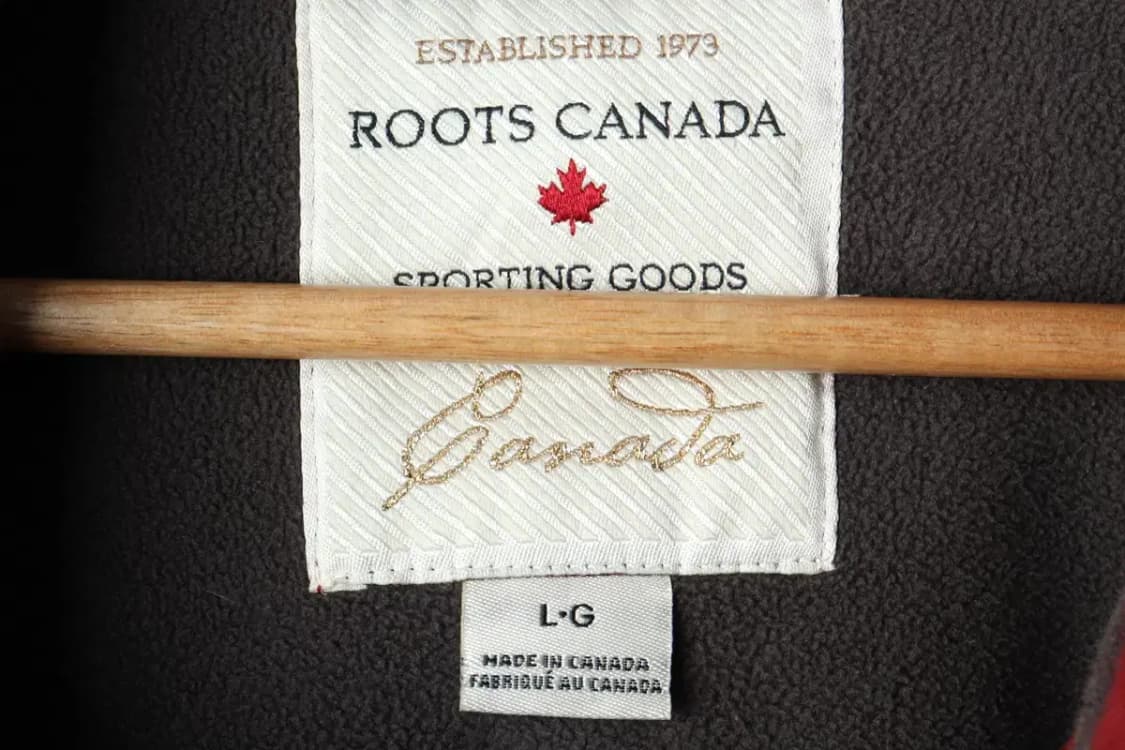 ESTABLISHED 1973
ROOTS CANADA
SPORTING GOODS
Canada
L·G
MADE IN CANADA
FABRIQUÉ AU CANADA